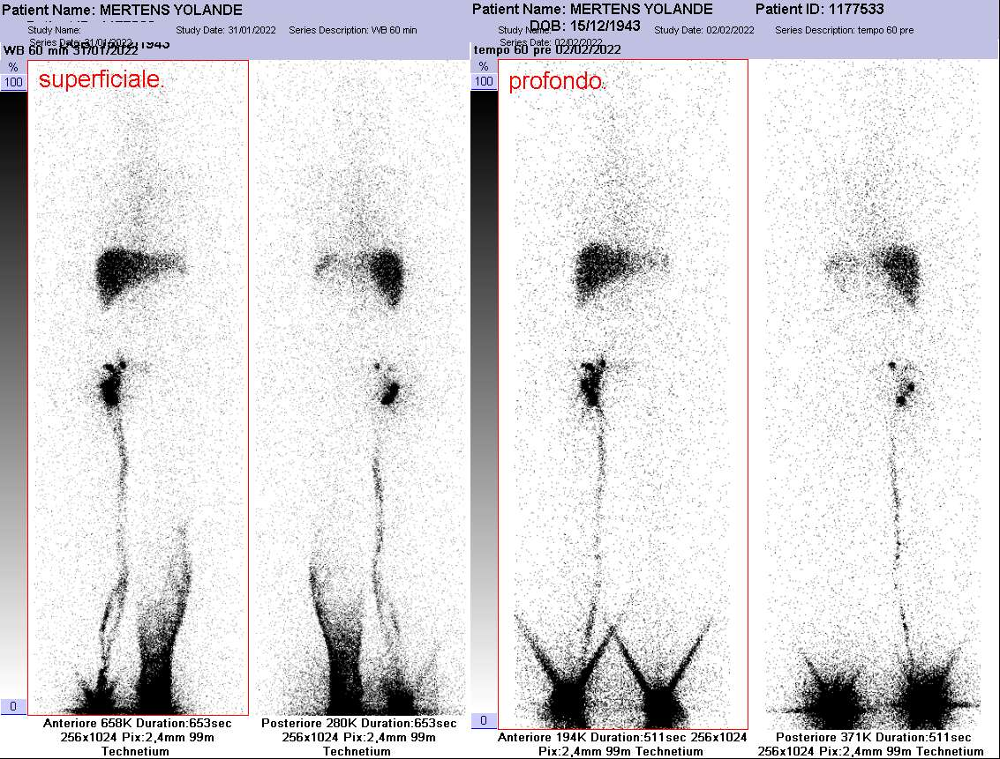 Patient Name: MERTENS YOLANDE
Study Name:
Study Date: 31/01/2022
Series Description: WB 60 min
Series Date: 31/01/2022
WB 60 min 31/01/2022
%
100
superficiale.
0
Anteriore 658K Duration:653sec
256x1024 Pix:2,4mm 99m
Technetium
Posteriore 280K Duration:653sec
256x1024 Pix:2,4mm 99m
Technetium
Patient Name: MERTENS YOLANDE
Patient ID: 1177533
DOB: 15/12/1943
Study Name:
Study Date: 02/02/2022
Series Description: tempo 60 pre
Series Date: 02/02/2022
tempo 60 pre 02/02/2022
%
100
profondo.
0
Anteriore 194K Duration:511sec 256x1024
Pix:2,4mm 99m Technetium
Posteriore 371K Duration:511sec
256x1024 Pix:2,4mm 99m Technetium